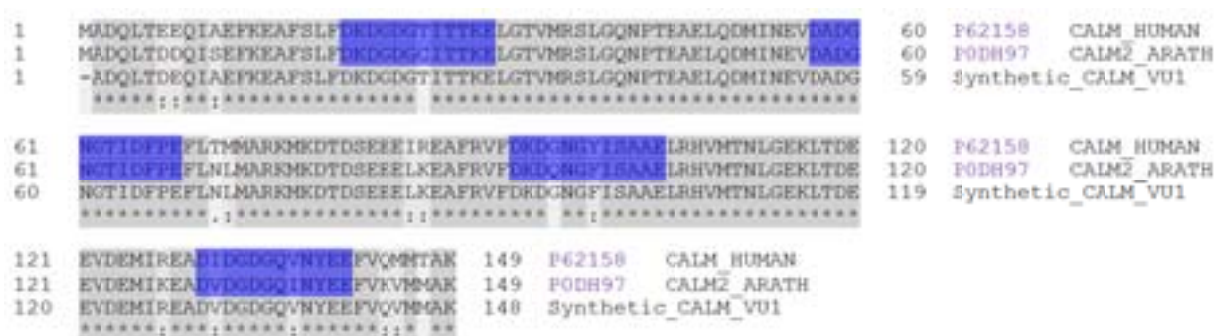 1 MADQLTEEQIAEFKEAFSLFDKDGDGTITTKELGTVMRSLGQNPTEAELQDMINEVDADG 60 P62158 CALM_HUMAN
1 MADQLTDDQISEFKEAFSLFDKDGDGCITTKELGTVMRSLGQNPTEAELQDMINEVDADG 60 P0DH97 CALM2_ARATH
1 -ADQLTDEQIAEFKEAFSLFDKDGDGTITTKELGTVMRSLGQNPTEAELQDMINEVDADG 59 Synthetic_CALM_VU1
*****::**:*************** *********************************
61 NGTIDFPEFLTMMARKMKDTDSEEEIREAFRVFDKDGNGYISAAELRHVMTNLGEKLTDE 120 P62158 CALM_HUMAN
61 NGTIDFPEFLNLMARKMKDTDSEEELKEAFRVFDKDQNGFISAAELRHVMTNLGEKLTDE 120 P0DH97 CALM2_ARATH
60 NGTIDFPEFLNLMARKMKDTDSEEELKEAFRVFDKDGNGFISAAELRHVMTNLGEKLTDE 119 Synthetic_CALM_VU1
**********.:*************::********* **:********************
121 EVDEMIREADIDGDGQVNYEEFVQMMTAK 149 P62158 CALM_HUMAN
121 EVDEMIKEADVDGDGQINYEEFVKVMMAK 149 P0DH97 CALM2_ARATH
120 EVDEMIREADVDGDGQVNYEEFVQVMMAK 148 Synthetic_CALM_VU1
******:***:*****:******::* **